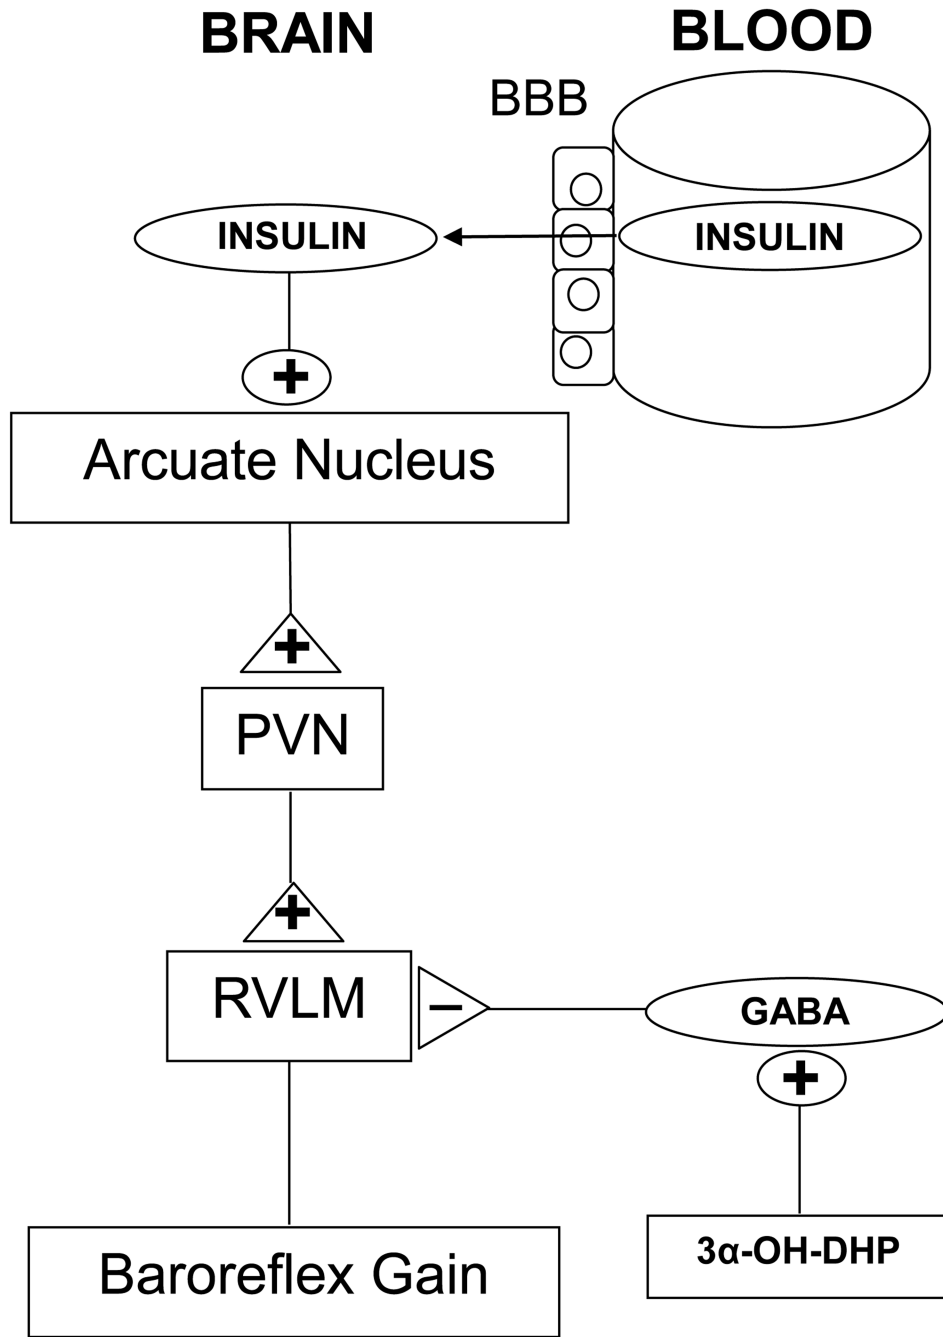 BRAIN
BLOOD
BBB
INSULIN
INSULIN
+
Arcuate Nucleus
+
PVN
+
RVLM
−
GABA
+
3α-OH-DHP
Baroreflex Gain